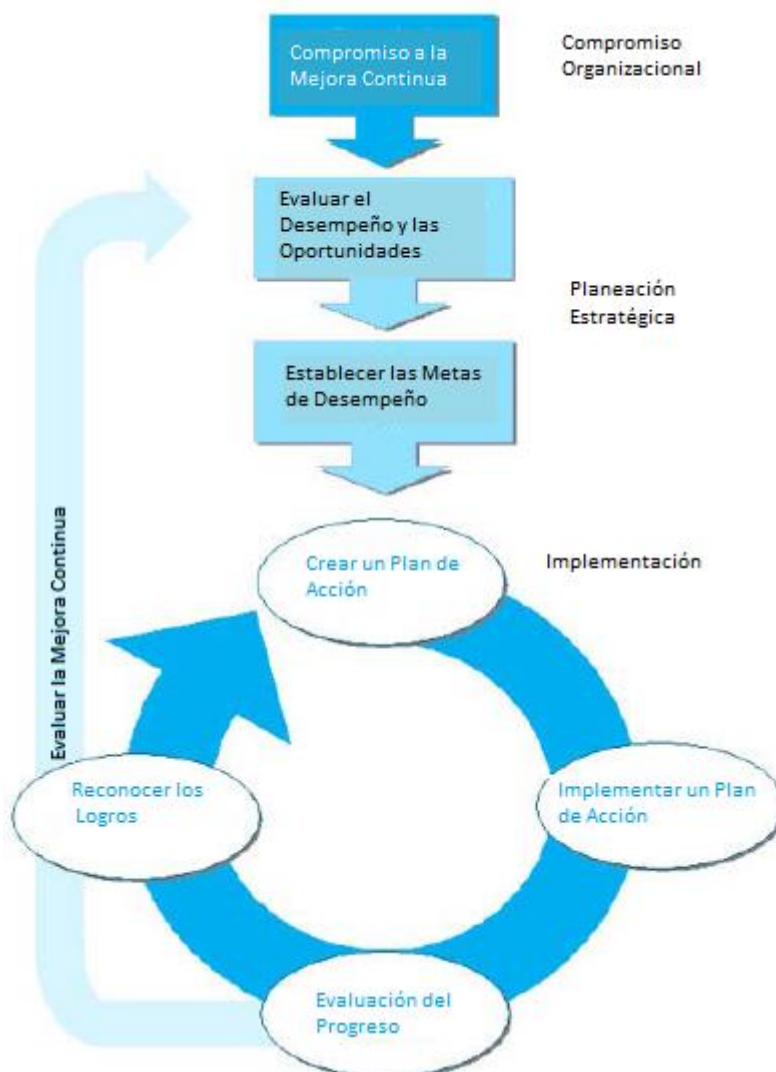 Compromiso a la
Mejora Continua
Compromiso
Organizacional
Evaluar el
Desempeño y las
Oportunidades
Planeación
Estratégica
Establecer las Metas
de Desempeño
Crear un Plan de
Acción
Implementación
Evaluar la Mejora Continua
Reconocer los
Logros
Implementar un Plan
de Acción
Evaluación del
Progreso